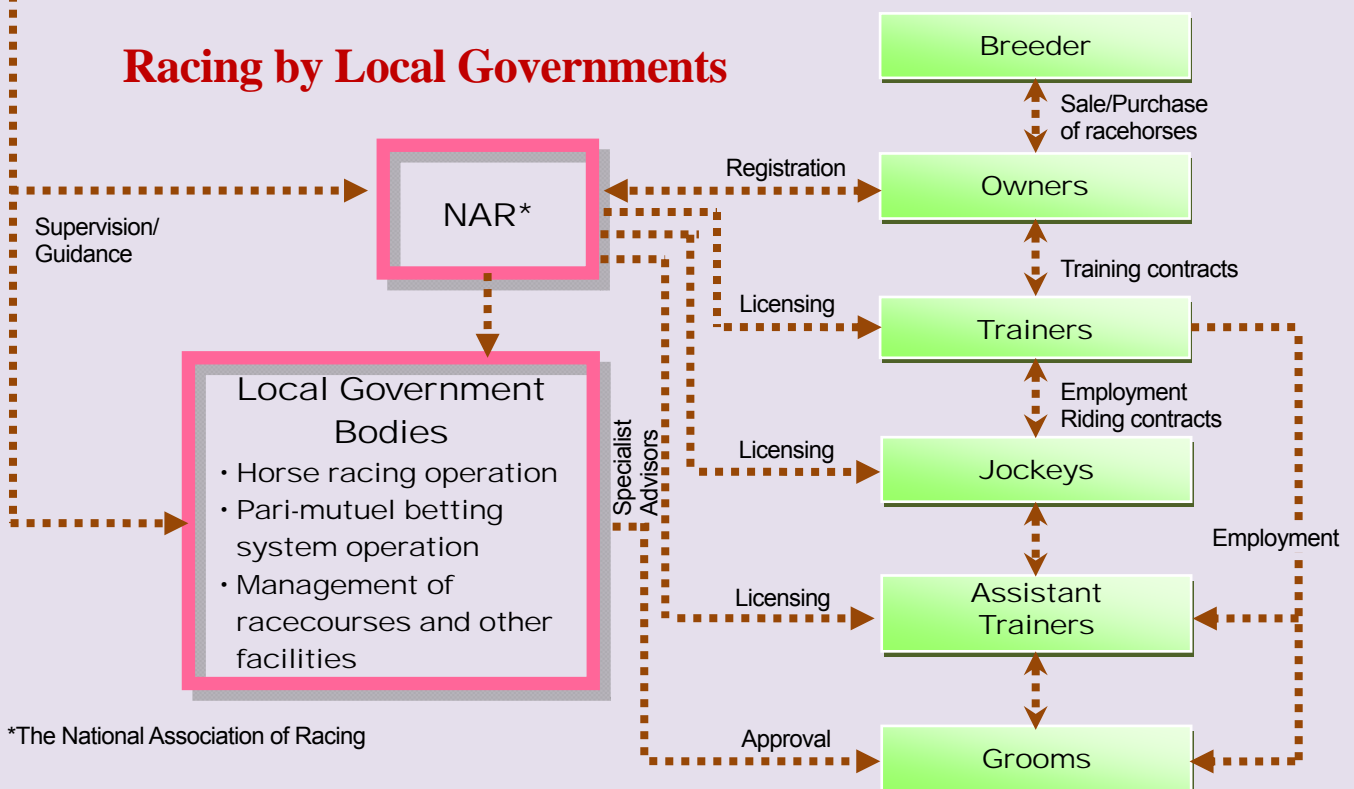 Racing by Local Governments
Breeder
Sale/Purchase
of racehorses
Registration
Owners
NAR*
Supervision/
Guidance
Training contracts
Licensing
Trainers
Local Government
Bodies
・Horse racing operation
・Pari-mutuel betting
system operation
・Management of
racecourses and other
facilities
Specialist
Advisors
Employment
Riding contracts
Licensing
Jockeys
Employment
Licensing
Assistant
Trainers
*The National Association of Racing
Approval
Grooms